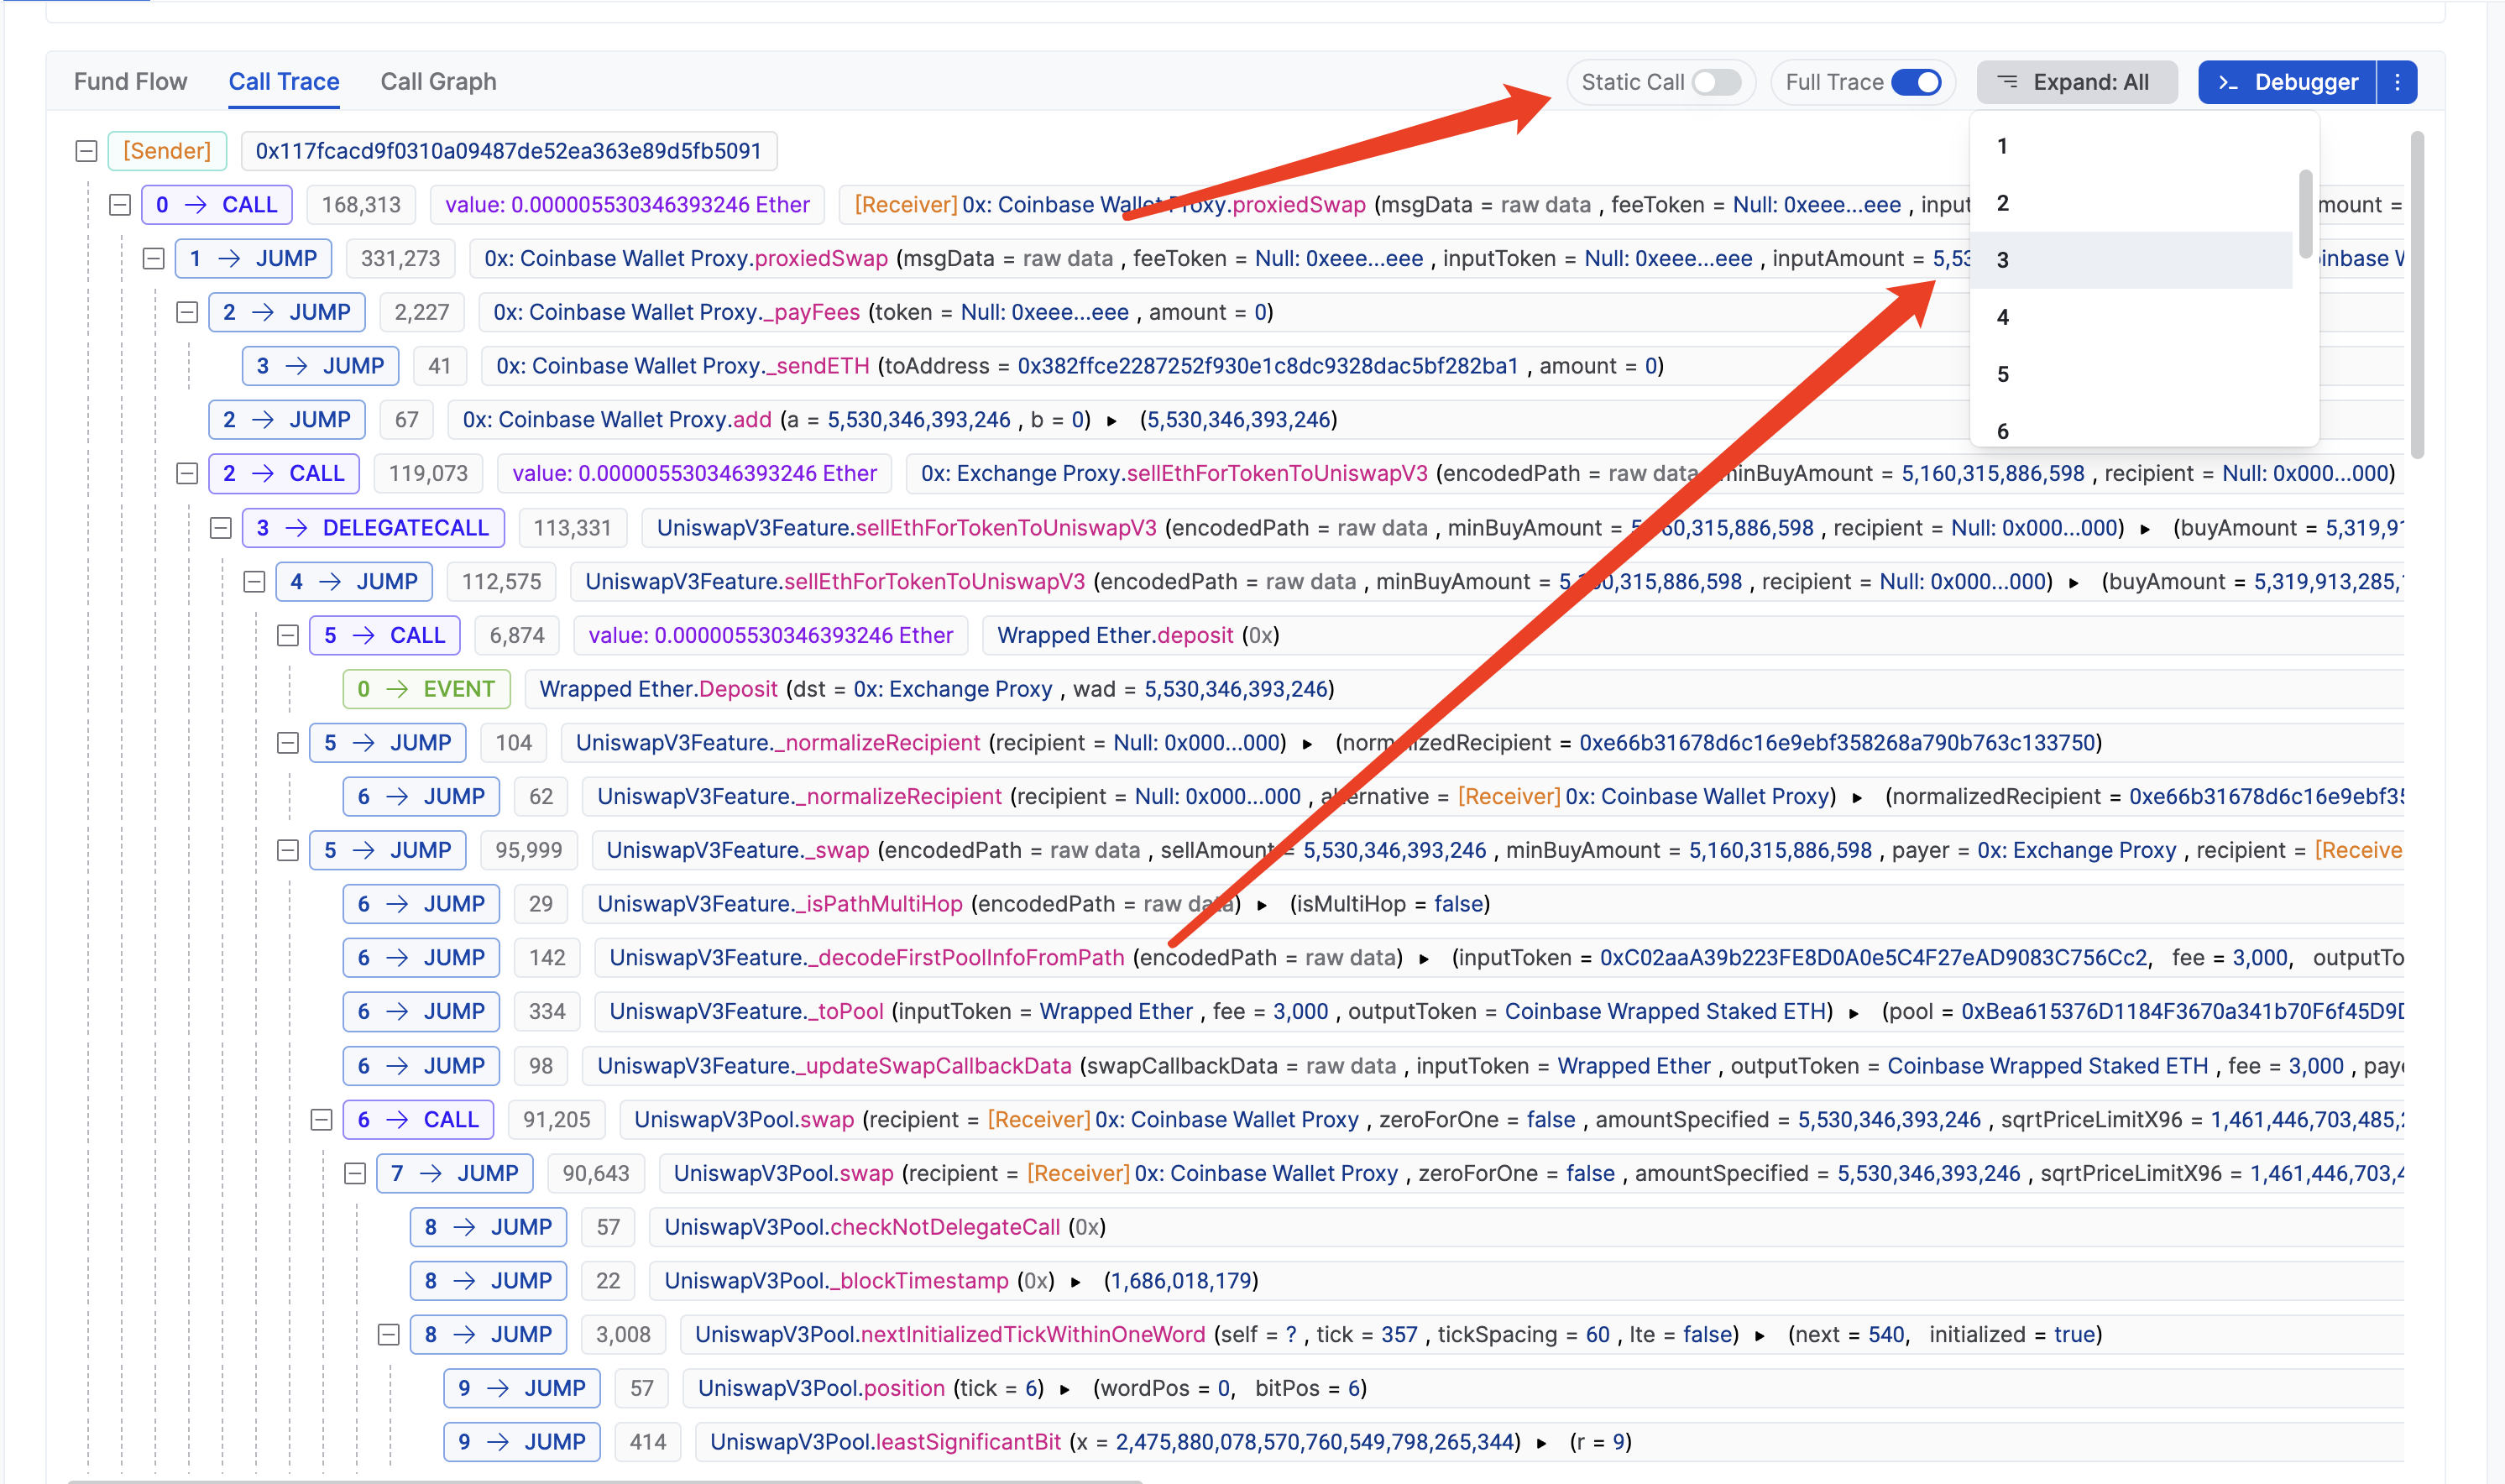 Fund Flow Call Trace Call Graph Static Call Full Trace Expand: All >_ Debugger
[Sender] 0x117fcacd9f0310a09487de52ea363e89d5fb5091
0 → CALL 168,313 value: 0.000005530346393246 Ether [Receiver] 0x: Coinbase Wallet Proxy.proxiedSwap (msgData = raw data , feeToken = Null: 0xeee...eee ,
1 → JUMP 331,273 0x: Coinbase Wallet Proxy.proxiedSwap (msgData = raw data , feeToken = Null: 0xeee...eee , inputToken = Null: 0xeee...eee , inputAmount =
2 → JUMP 2,227 0x: Coinbase Wallet Proxy._payFees (token = Null: 0xeee...eee , amount = 0)
3 → JUMP 41 0x: Coinbase Wallet Proxy._sendETH (toAddress = 0x382ffce2287252f930e1c8dc9328dac5bf282ba1 , amount = 0)
2 → JUMP 67 0x: Coinbase Wallet Proxy.add (a = 5,530,346,393,246 , b = 0) ▸ (5,530,346,393,246)
1
2
3
4
5
6
2 → CALL 119,073 value: 0.000005530346393246 Ether 0x: Exchange Proxy.sellEthForTokenToUniswapV3 (encodedPath = raw data , minBuyAmount = 5,160,315,886,598 , recipient = Null: 0x000...000)
3 → DELEGATECALL 113,331 UniswapV3Feature.sellEthForTokenToUniswapV3 (encodedPath = raw data , minBuyAmount = 5,160,315,886,598 , recipient = Null: 0x000...000) ▸ (buyAmount = 5,319,91
4 → JUMP 112,575 UniswapV3Feature.sellEthForTokenToUniswapV3 (encodedPath = raw data , minBuyAmount = 5,160,315,886,598 , recipient = Null: 0x000...000) ▸ (buyAmount = 5,319,913,285,
5 → CALL 6,874 value: 0.000005530346393246 Ether Wrapped Ether.deposit (0x)
0 → EVENT Wrapped Ether.Deposit (dst = 0x: Exchange Proxy , wad = 5,530,346,393,246)
5 → JUMP 104 UniswapV3Feature._normalizeRecipient (recipient = Null: 0x000...000) ▸ (normalizedRecipient = 0xe66b31678d6c16e9ebf358268a790b763c133750)
6 → JUMP 62 UniswapV3Feature._normalizeRecipient (recipient = Null: 0x000...000 , alternative = [Receiver] 0x: Coinbase Wallet Proxy) ▸ (normalizedRecipient = 0xe66b31678d6c16e9ebf35
5 → JUMP 95,999 UniswapV3Feature._swap (encodedPath = raw data , sellAmount = 5,530,346,393,246 , minBuyAmount = 5,160,315,886,598 , payer = 0x: Exchange Proxy , recipient = [Receive
6 → JUMP 29 UniswapV3Feature._isPathMultiHop (encodedPath = raw data) ▸ (isMultiHop = false)
6 → JUMP 142 UniswapV3Feature._decodeFirstPoolInfoFromPath (encodedPath = raw data) ▸ (inputToken = 0xC02aaA39b223FE8D0A0e5C4F27eAD9083C756Cc2, fee = 3,000, outputTo
6 → JUMP 334 UniswapV3Feature._toPool (inputToken = Wrapped Ether , fee = 3,000 , outputToken = Coinbase Wrapped Staked ETH) ▸ (pool = 0xBea615376D1184F3670a341b70F6f45D9D
6 → JUMP 98 UniswapV3Feature._updateSwapCallbackData (swapCallbackData = raw data , inputToken = Wrapped Ether , outputToken = Coinbase Wrapped Staked ETH , fee = 3,000 , paye
6 → CALL 91,205 UniswapV3Pool.swap (recipient = [Receiver] 0x: Coinbase Wallet Proxy , zeroForOne = false , amountSpecified = 5,530,346,393,246 , sqrtPriceLimitX96 = 1,461,446,703,485,2
7 → JUMP 90,643 UniswapV3Pool.swap (recipient = [Receiver] 0x: Coinbase Wallet Proxy , zeroForOne = false , amountSpecified = 5,530,346,393,246 , sqrtPriceLimitX96 = 1,461,446,703,4
8 → JUMP 57 UniswapV3Pool.checkNotDelegateCall (0x)
8 → JUMP 22 UniswapV3Pool._blockTimestamp (0x) ▸ (1,686,018,179)
8 → JUMP 3,008 UniswapV3Pool.nextInitializedTickWithinOneWord (self = ? , tick = 357 , tickSpacing = 60 , lte = false) ▸ (next = 540, initialized = true)
9 → JUMP 57 UniswapV3Pool.position (tick = 6) ▸ (wordPos = 0, bitPos = 6)
9 → JUMP 414 UniswapV3Pool.leastSignificantBit (x = 2,475,880,078,570,760,549,798,265,344) ▸ (r = 9)